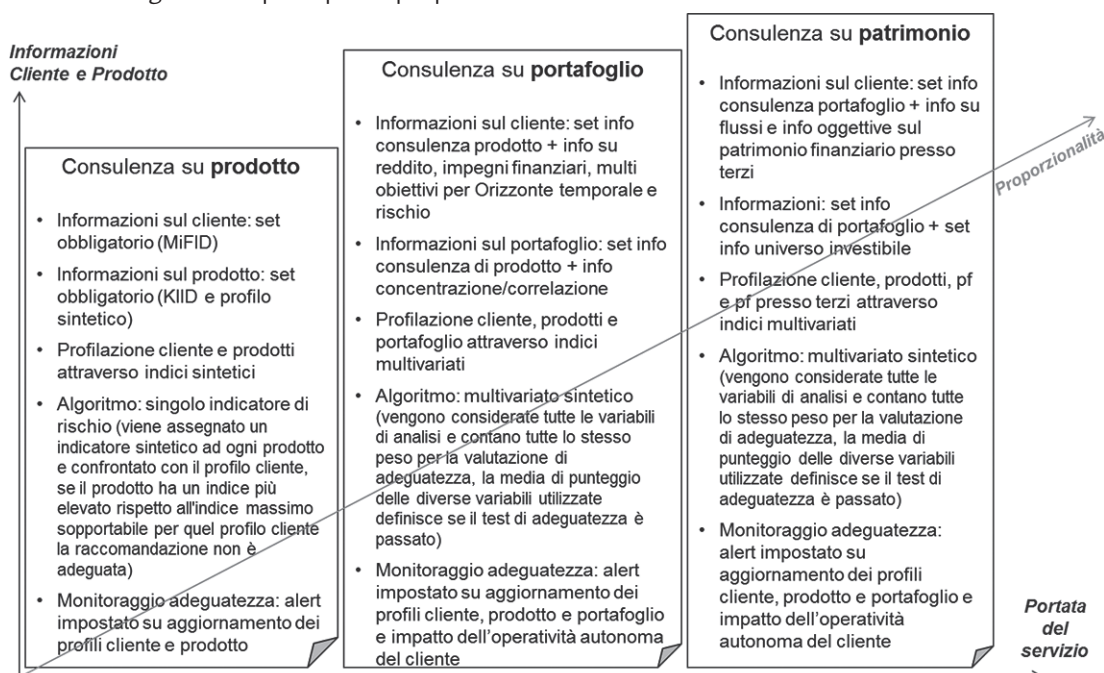 Informazioni
Cliente e Prodotto
Consulenza su prodotto
• Informazioni sul cliente: set
obbligatorio (MiFID)
• Informazioni sul prodotto: set
obbligatorio (KIID e profilo
sintetico)
• Profilazione cliente e prodotti
attraverso indici sintetici
• Algoritmo: singolo indicatore di
rischio (viene assegnato un
indicatore sintetico ad ogni prodotto
e confrontato con il profilo cliente,
se il prodotto ha un indice più
elevato rispetto all'indice massimo
sopportabile per quel profilo cliente
la raccomandazione non è
adeguata)
• Monitoraggio adeguatezza: alert
impostato su aggiornamento dei
profili cliente e prodotto
Consulenza su portafoglio
• Informazioni sul cliente: set info
consulenza prodotto + info su
reddito, impegni finanziari, multi
obiettivi per Orizzonte temporale e
rischio
• Informazioni sul portafoglio: set info
consulenza di prodotto + info
concentrazione/correlazione
• Profilazione cliente, prodotti e
portafoglio attraverso indici
multivariati
• Algoritmo: multivariato sintetico
(vengono considerate tutte le variabili
di analisi e contano tutte lo stesso
peso per la valutazione di
adeguatezza, la media di punteggio
delle diverse variabili utilizzate
definisce se il test di adeguatezza è
passato)
• Monitoraggio adeguatezza: alert
impostato su aggiornamento dei
profili cliente, prodotto e portafoglio
e impatto dell'operatività autonoma
del cliente
Consulenza su patrimonio
• Informazioni sul cliente: set info
consulenza portafoglio + info su
flussi e info oggettive sul
patrimonio finanziario presso
terzi
• Informazioni: set info
consulenza di portafoglio + set
info universo investibile
• Profilazione cliente, prodotti, pf
e pf presso terzi attraverso
indici multivariati
• Algoritmo: multivariato sintetico
(vengono considerate tutte le
variabili di analisi e contano tutte
lo stesso peso per la valutazione
di adeguatezza, la media di
punteggio delle diverse variabili
utilizzate definisce se il test di
adeguatezza è passato)
• Monitoraggio adeguatezza:
alert impostato su
aggiornamento dei profili
cliente, prodotto e portafoglio e
impatto dell'operatività
autonoma del cliente
Proporzionalità
Portata
del
servizio